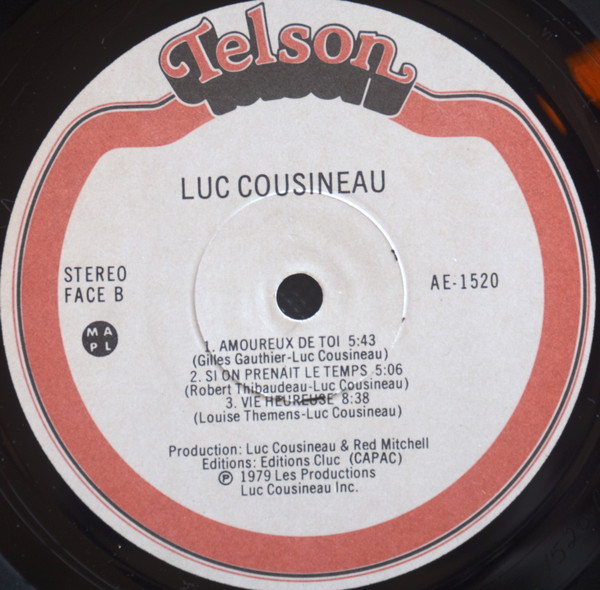 Telson
LUC COUSINEAU
STEREO
FACE B
AE-1520
M A
P L
1. AMOUREUX DE TOI 5:43
(Gilles Gauthier-Luc Cousineau)
2. SI ON PRENAIT LE TEMPS 5:06
(Robert Thibaudeau-Luc Cousineau)
3. VIE HEUREUSE 8:38
(Louise Themens-Luc Cousineau)
Production: Luc Cousineau & Red Mitchell
Editions: Editions Cluc (CAPAC)
℗ 1979 Les Productions
Luc Cousineau Inc.